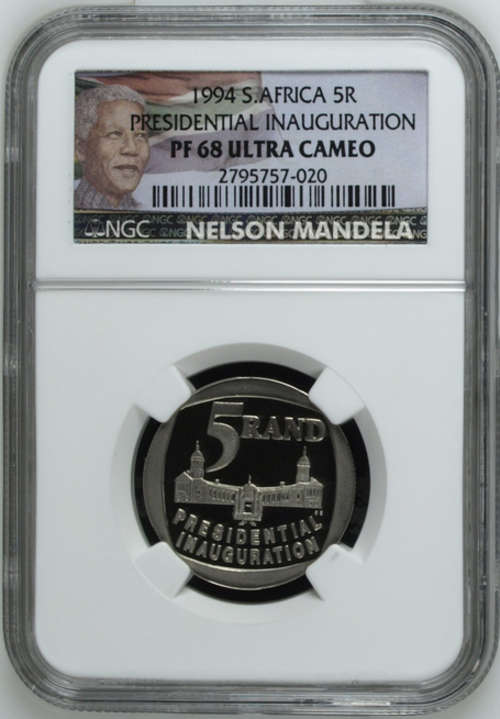 1994 S.AFRICA 5R
PRESIDENTIAL INAUGURATION
PF 68 ULTRA CAMEO
2795757-020
NGC NELSON MANDELA
5 RAND
PRESIDENTIAL
INAUGURATION